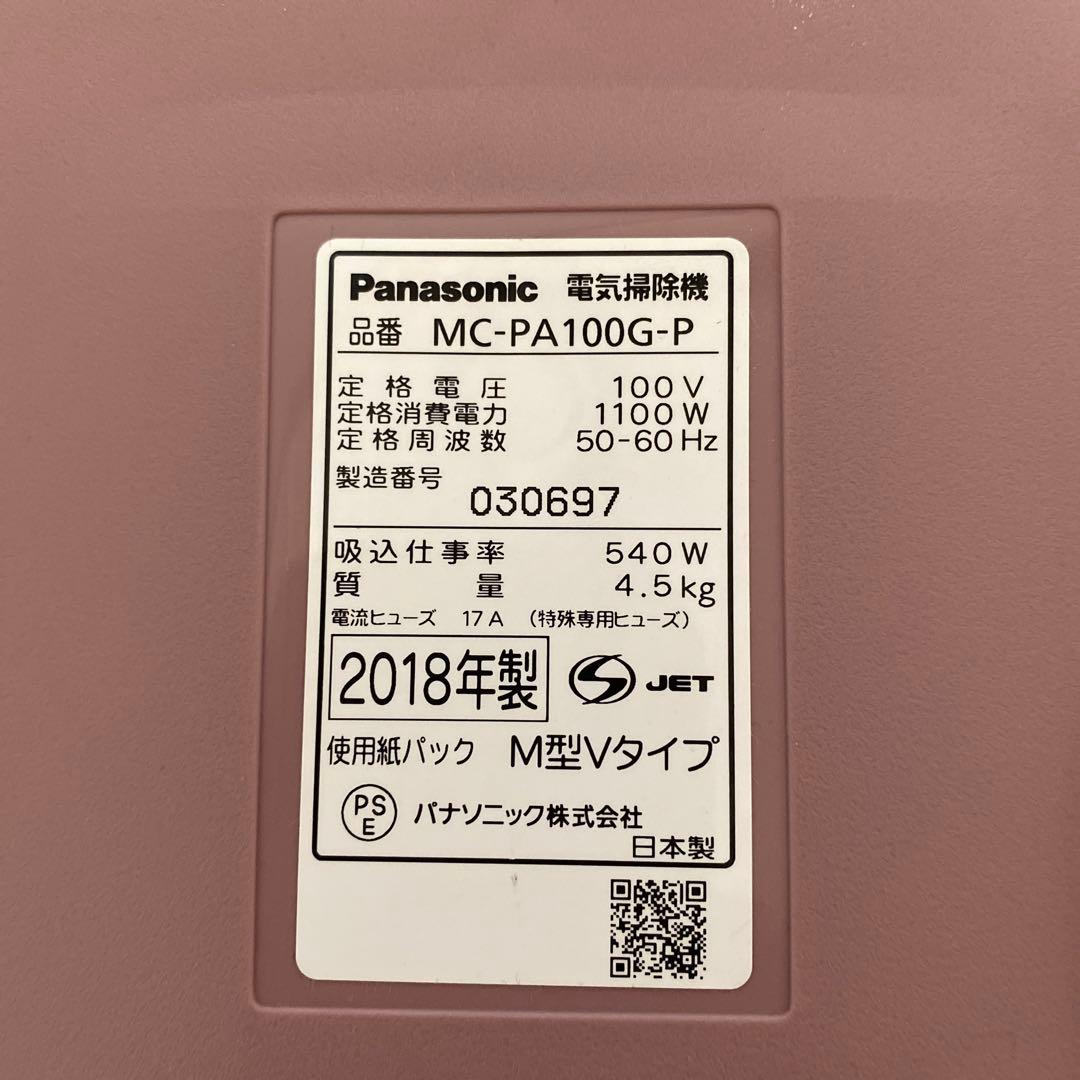 Panasonic 電気掃除機
品番 MC-PA100G-P
定格電圧 100V
定格消費電力 1100W
定格周波数 50-60Hz
製造番号 030697
吸込仕事率 540W
質量 4.5kg
電流ヒューズ 17A (特殊専用ヒューズ)
2018年製 S JET
使用紙パック M型Vタイプ
PSE パナソニック株式会社
日本製